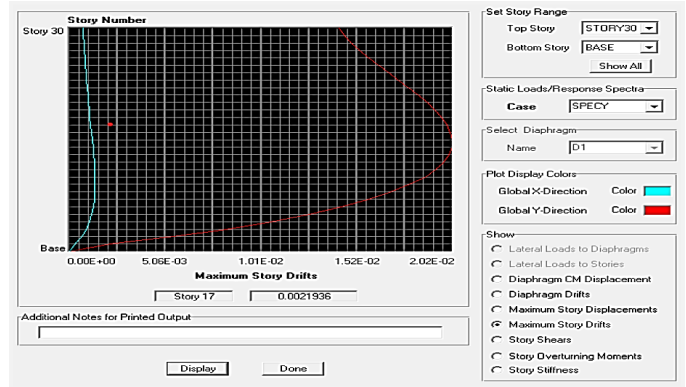 Story Number
Story 30
Base
0.00E+00 5.06E-03 1.01E-02 1.52E-02 2.02E-02
Maximum Story Drifts
Story 17 0.0021936
Additional Notes for Printed Output
Display Done
Set Story Range
Top Story STORY30
Bottom Story BASE
Show All
Static Loads/Response Spectra
Case SPECY
Select Diaphragm
Name D1
Plot Display Colors
Global X-Direction Color
Global Y-Direction Color
Show
Lateral Loads to Diaphragms
Lateral Loads to Stories
Diaphragm CM Displacement
Diaphragm Drifts
Maximum Story Displacements
Maximum Story Drifts
Story Shears
Story Overturning Moments
Story Stiffness